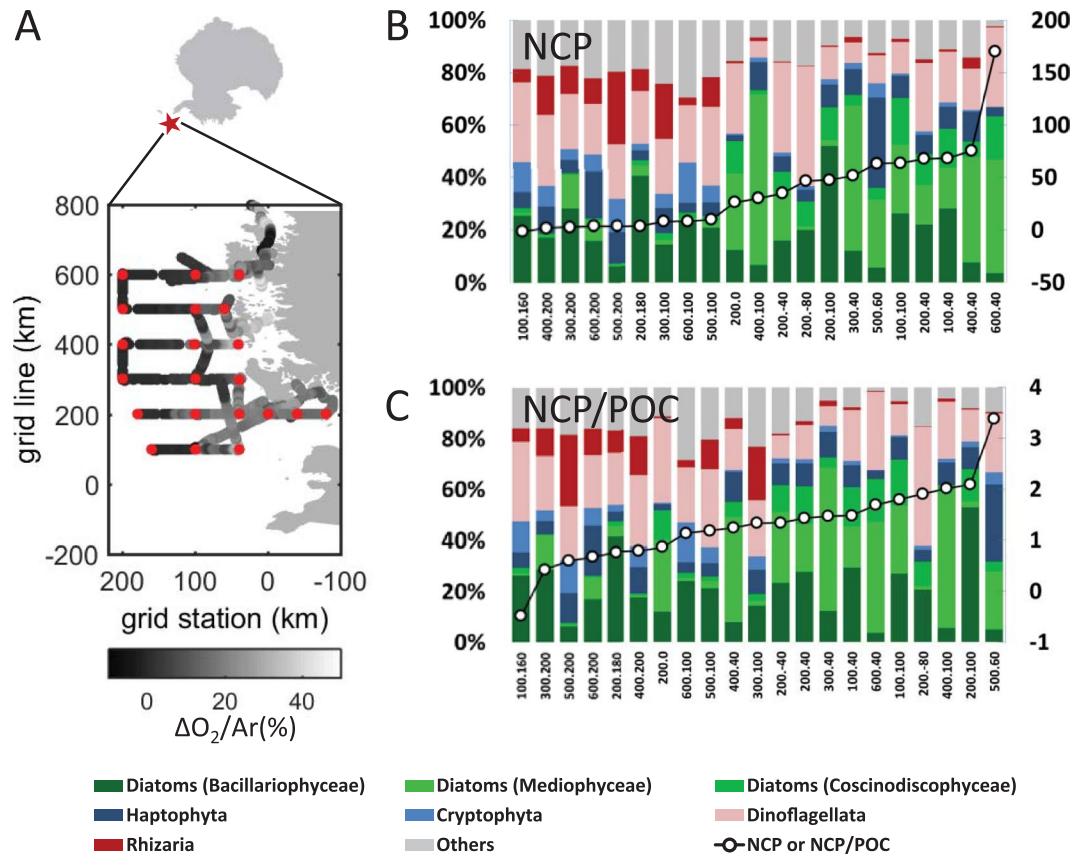 A
800
600
400
200
0
-200
grid line (km)
200 100 0 -100
grid station (km)
0 20 40
ΔO2/Ar(%)
B
NCP
100%
80%
60%
40%
20%
0%
200
150
100
50
0
-50
100.160 400.200 300.200 600.200 500.200 200.180 300.100 600.100 500.100 200.0 400.100 200.-40 200.-80 200.100 300.40 500.60 100.100 200.40 100.40 400.40 600.40
C
NCP/POC
100%
80%
60%
40%
20%
0%
4
3
2
1
0
-1
100.160 300.200 500.200 600.200 200.180 400.200 200.0 600.100 500.100 400.40 300.100 200.-40 200.40 300.40 100.40 600.40 100.100 200.-80 400.100 200.100 500.60
Diatoms (Bacillariophyceae) Diatoms (Mediophyceae) Diatoms (Coscinodiscophyceae)
Haptophyta Cryptophyta Dinoflagellata
Rhizaria Others NCP or NCP/POC